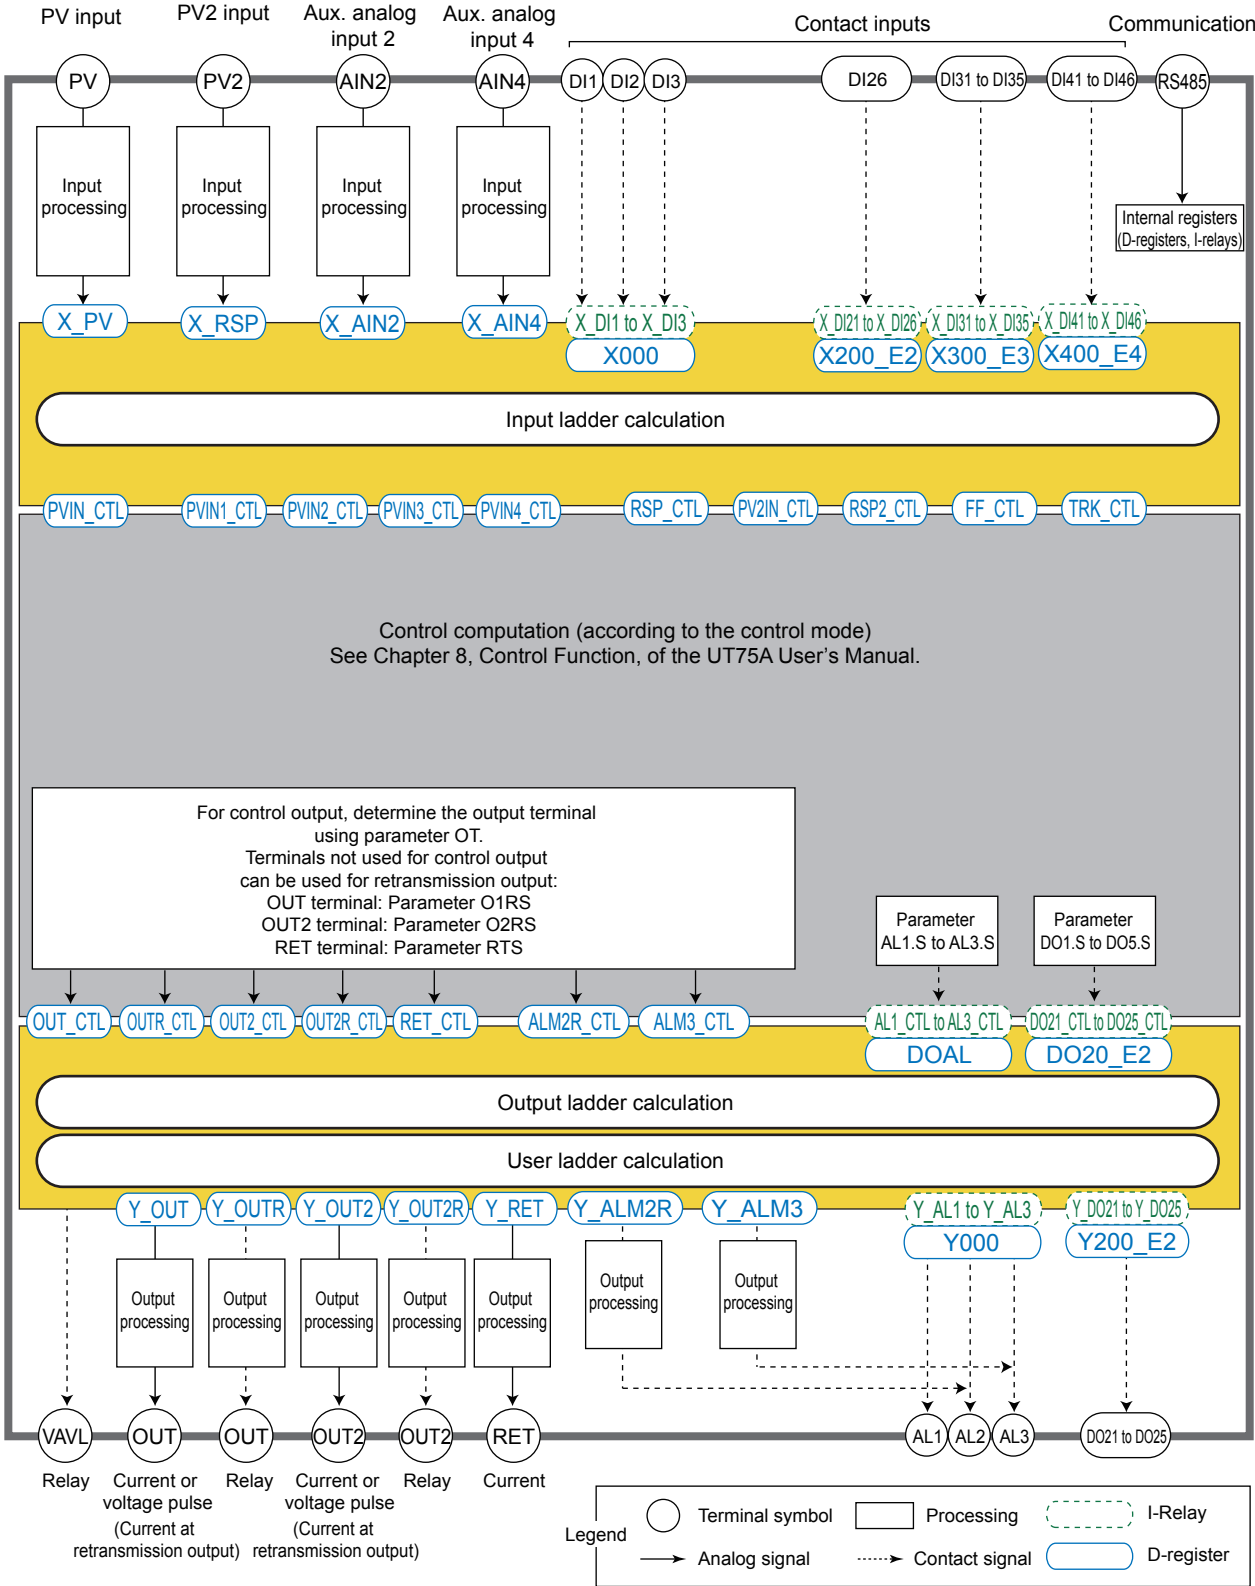 PV input
PV2 input
Aux. analog
input 2
Aux. analog
input 4
Contact inputs
Communication
PV
PV2
AIN2
AIN4
DI1
DI2
DI3
DI26
DI31 to DI35
DI41 to DI46
RS485
Input
processing
Input
processing
Input
processing
Input
processing
Internal registers
(D-registers, I-relays)
X_PV
X_RSP
X_AIN2
X_AIN4
X_DI1 to X_DI3
X_DI21 to X_DI26
X_DI31 to X_DI35
X_DI41 to X_DI46
X000
X200_E2
X300_E3
X400_E4
Input ladder calculation
PVIN_CTL
PVIN1_CTL
PVIN2_CTL
PVIN3_CTL
PVIN4_CTL
RSP_CTL
PV2IN_CTL
RSP2_CTL
FF_CTL
TRK_CTL
Control computation (according to the control mode)
See Chapter 8, Control Function, of the UT75A User's Manual.
For control output, determine the output terminal
using parameter OT.
Terminals not used for control output
can be used for retransmission output:
OUT terminal: Parameter O1RS
OUT2 terminal: Parameter O2RS
RET terminal: Parameter RTS
Parameter
AL1.S to AL3.S
Parameter
DO1.S to DO5.S
OUT_CTL
OUTR_CTL
OUT2_CTL
OUT2R_CTL
RET_CTL
ALM2R_CTL
ALM3_CTL
AL1_CTL to AL3_CTL
DO21_CTL to DO25_CTL
DOAL
DO20_E2
Output ladder calculation
User ladder calculation
Y_OUT
Y_OUTR
Y_OUT2
Y_OUT2R
Y_RET
Y_ALM2R
Y_ALM3
Y_AL1 to Y_AL3
Y_DO21 to Y_DO25
Y000
Y200_E2
Output
processing
Output
processing
Output
processing
Output
processing
Output
processing
Output
processing
Output
processing
VAVL
OUT
OUT
OUT2
OUT2
RET
AL1
AL2
AL3
DO21 to DO25
Relay
Current or
voltage pulse
(Current at
retransmission output)
Relay
Current or
voltage pulse
(Current at
retransmission output)
Relay
Current
Legend
Terminal symbol
Processing
I-Relay
Analog signal
Contact signal
D-register